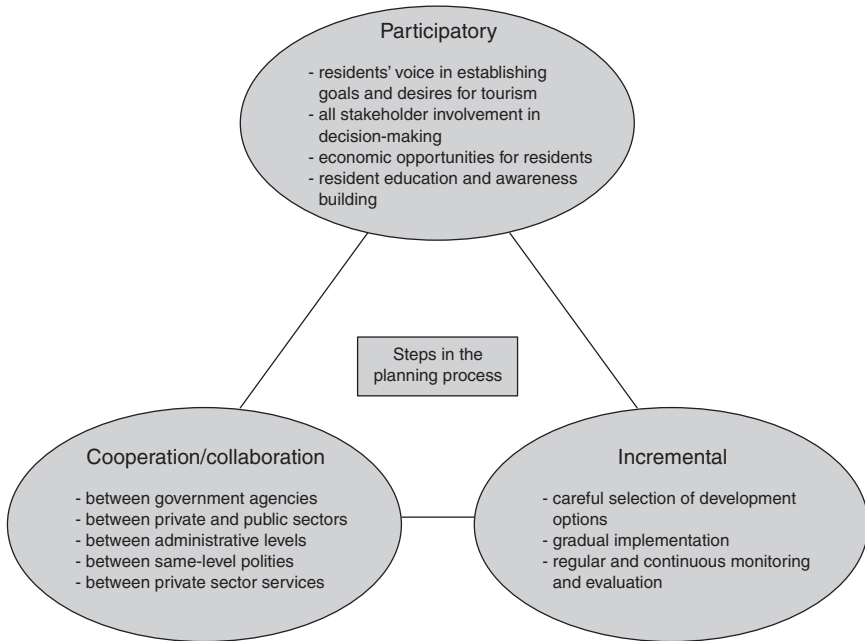 Participatory
- residents’ voice in establishing
goals and desires for tourism
- all stakeholder involvement in
decision-making
- economic opportunities for residents
- resident education and awareness
building
Steps in the
planning process
Cooperation/collaboration
- between government agencies
- between private and public sectors
- between administrative levels
- between same-level polities
- between private sector services
Incremental
- careful selection of development
options
- gradual implementation
- regular and continuous monitoring
and evaluation